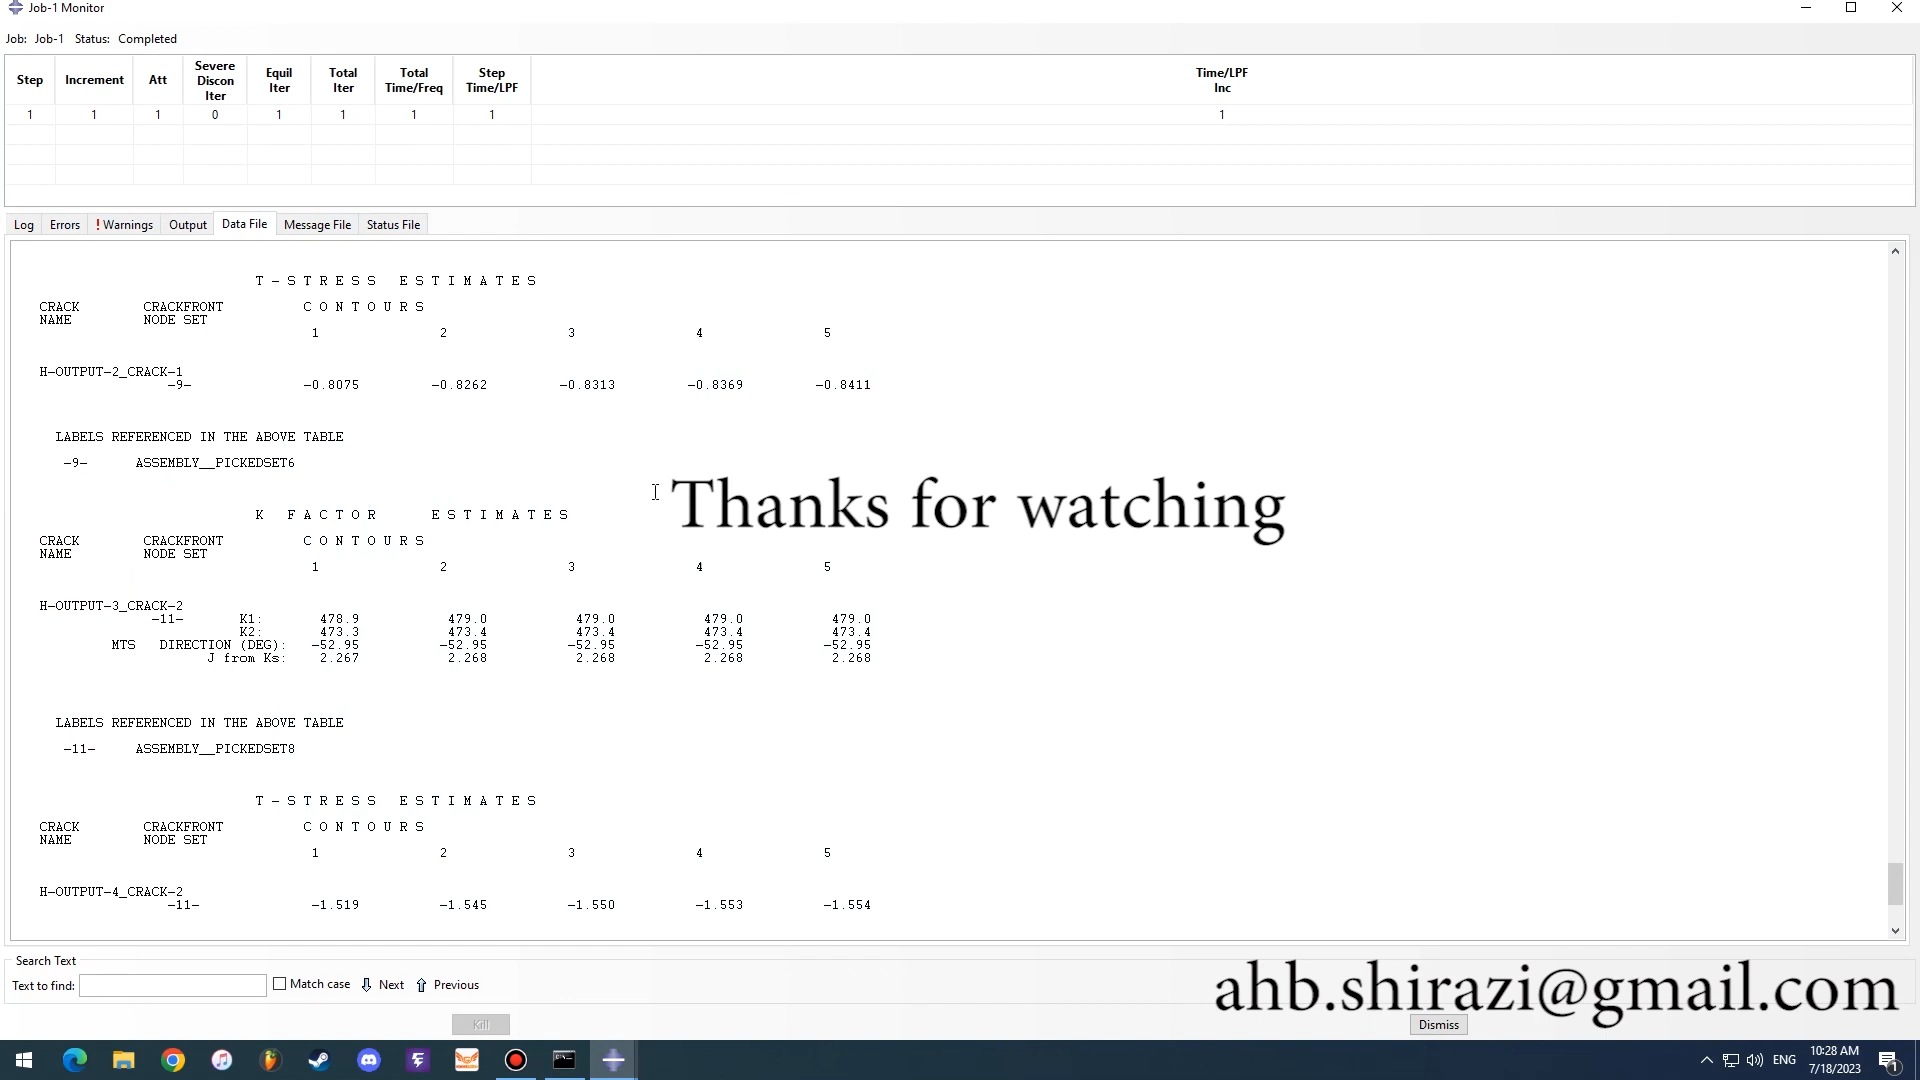 Job-1 Monitor
Job: Job-1 Status: Completed
Step Increment Att Severe Discon Iter Equil Iter Total Iter Total Time/Freq Step Time/LPF Time/LPF Inc
1 1 1 0 1 1 1 1 1
Log Errors ! Warnings Output Data File Message File Status File
T - S T R E S S E S T I M A T E S
CRACK CRACKFRONT C O N T O U R S
NAME NODE SET
1 2 3 4 5
H-OUTPUT-2_CRACK-1
-9- -0.8075 -0.8262 -0.8313 -0.8369 -0.8411
LABELS REFERENCED IN THE ABOVE TABLE
-9- ASSEMBLY__PICKEDSET6
Thanks for watching
K F A C T O R E S T I M A T E S
CRACK CRACKFRONT C O N T O U R S
NAME NODE SET
1 2 3 4 5
H-OUTPUT-3_CRACK-2
-11- K1: 478.9 479.0 479.0 479.0 479.0
K2: 473.3 473.4 473.4 473.4 473.4
MTS DIRECTION (DEG): -52.95 -52.95 -52.95 -52.95 -52.95
J from Ks: 2.267 2.268 2.268 2.268 2.268
LABELS REFERENCED IN THE ABOVE TABLE
-11- ASSEMBLY__PICKEDSET8
T - S T R E S S E S T I M A T E S
CRACK CRACKFRONT C O N T O U R S
NAME NODE SET
1 2 3 4 5
H-OUTPUT-4_CRACK-2
-11- -1.519 -1.545 -1.550 -1.553 -1.554
Search Text
Text to find: Match case Next Previous
ahb.shirazi@gmail.com
Kill Dismiss
ENG 10:28 AM
7/18/2023 1